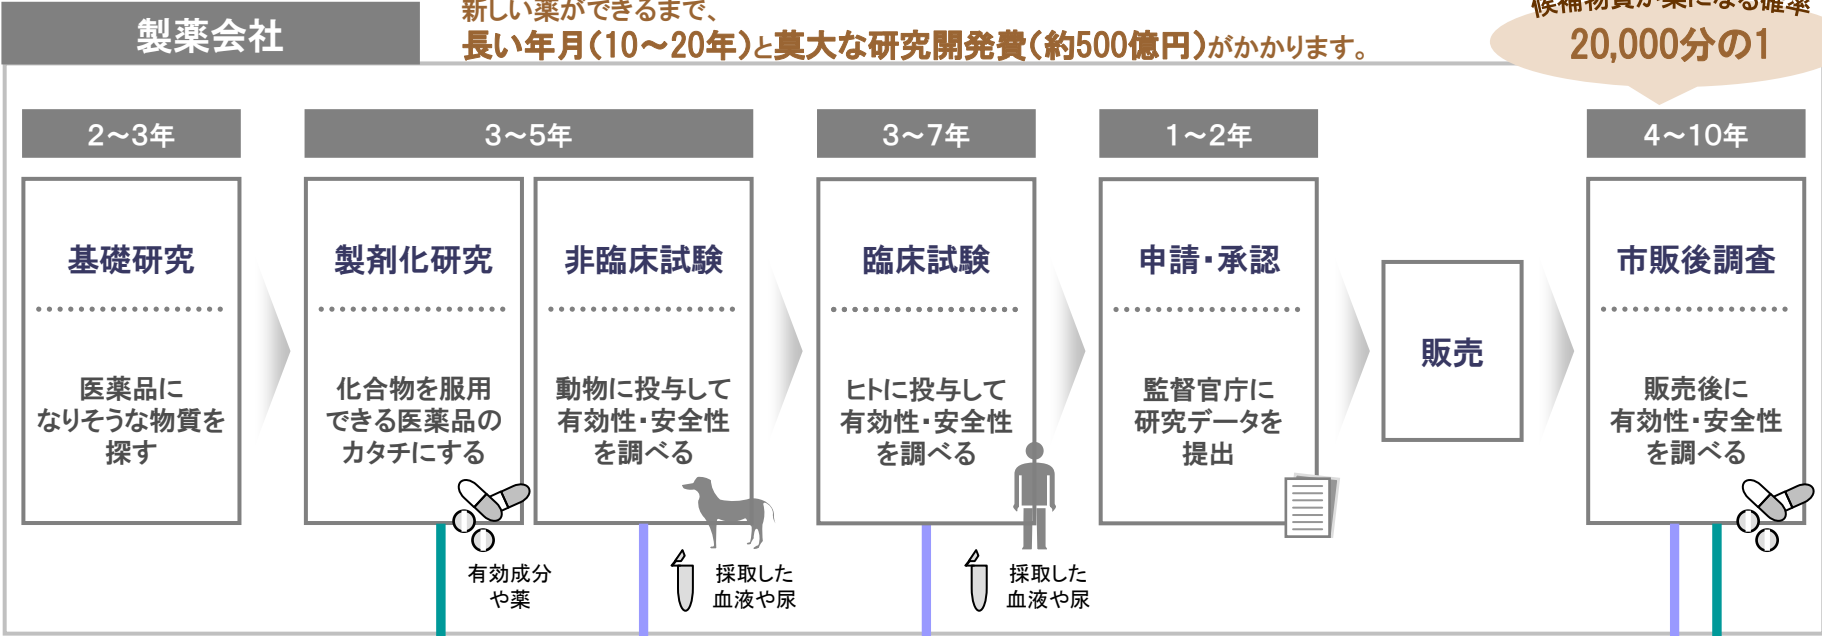 製薬会社
新しい薬ができるまで、
長い年月(10～20年)と莫大な研究開発費(約500億円)がかかります。
候補物質が薬になる確率
20,000分の1
2～3年
基礎研究
医薬品に
なりそうな物質を
探す
3～5年
製剤化研究
化合物を服用
できる医薬品の
カタチにする
有効成分
や薬
非臨床試験
動物に投与して
有効性・安全性
を調べる
採取した
血液や尿
3～7年
臨床試験
ヒトに投与して
有効性・安全性
を調べる
採取した
血液や尿
1～2年
申請・承認
監督官庁に
研究データを
提出
販売
4～10年
市販後調査
販売後に
有効性・安全性
を調べる